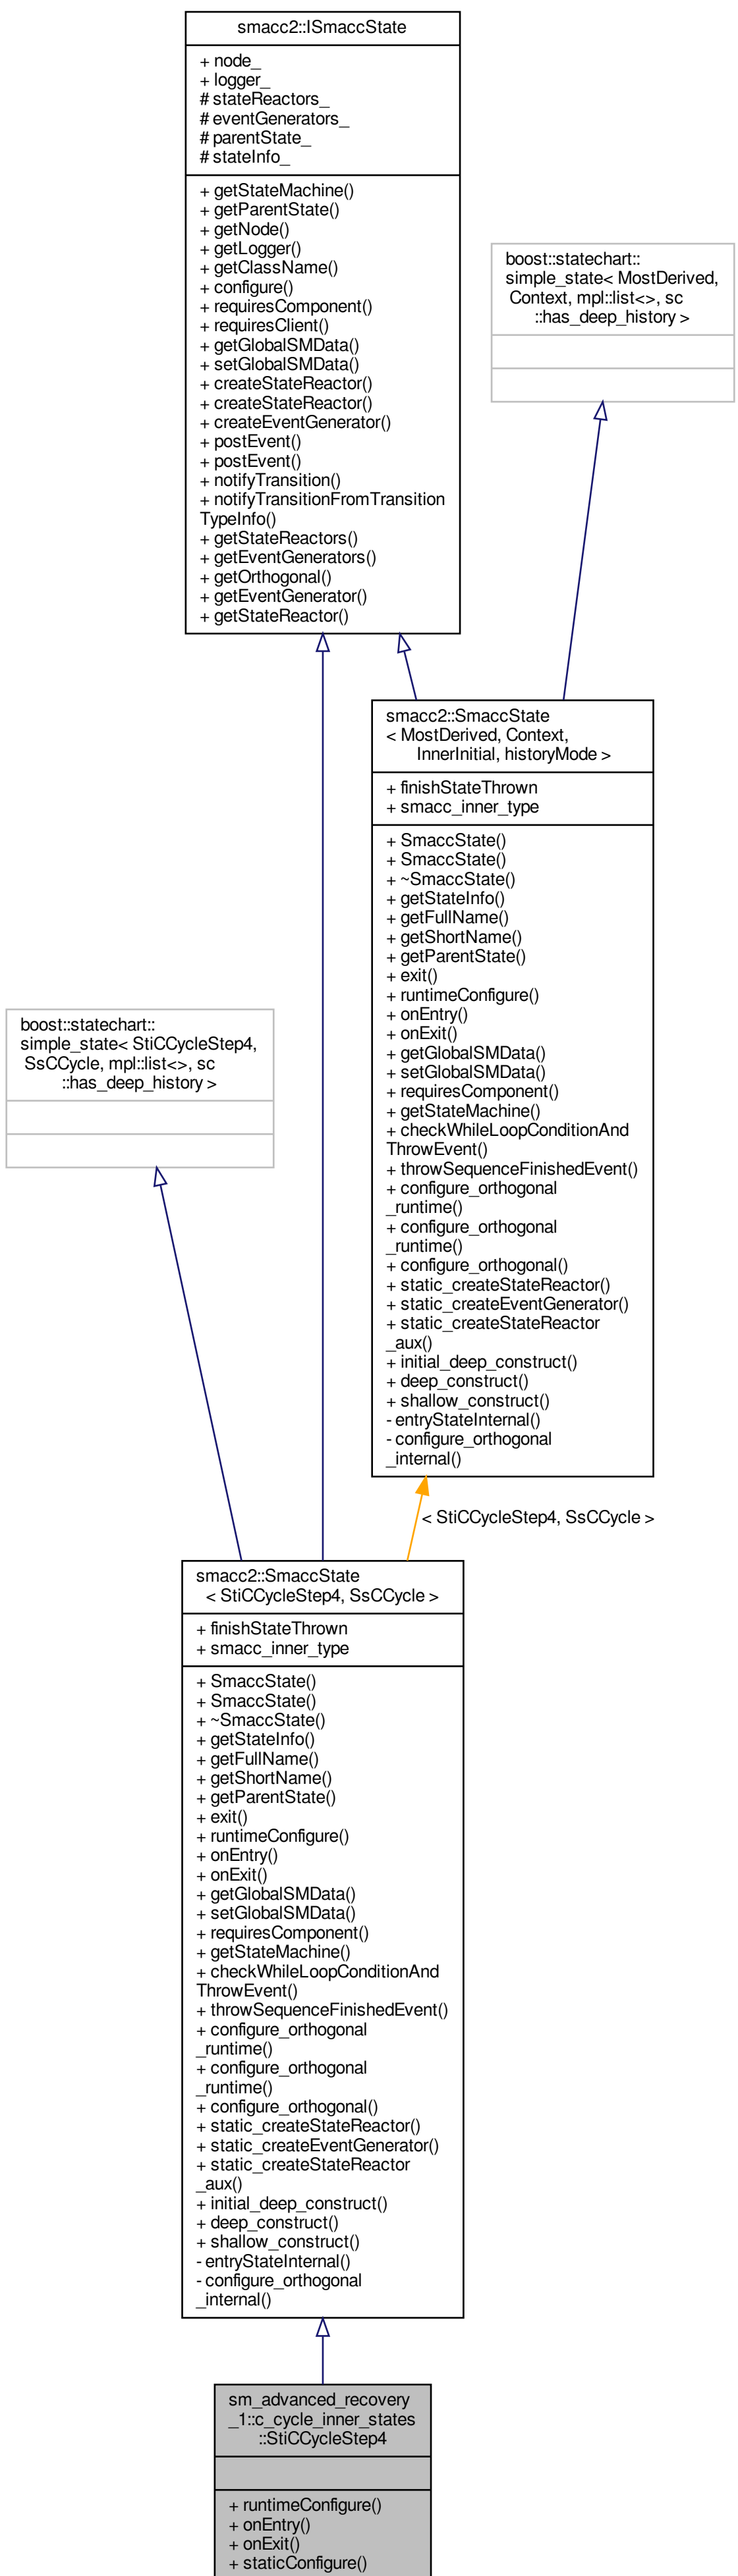 smacc2::ISmaccState
+ node_
+ logger_
# stateReactors_
# eventGenerators_
# parentState_
# stateInfo_
+ getStateMachine()
+ getParentState()
+ getNode()
+ getLogger()
+ getClassName()
+ configure()
+ requiresComponent()
+ requiresClient()
+ getGlobalSMData()
+ setGlobalSMData()
+ createStateReactor()
+ createStateReactor()
+ createEventGenerator()
+ postEvent()
+ postEvent()
+ notifyTransition()
+ notifyTransitionFromTransition
TypeInfo()
+ getStateReactors()
+ getEventGenerators()
+ getOrthogonal()
+ getEventGenerator()
+ getStateReactor()
boost::statechart::
simple_state< MostDerived,
Context, mpl::list<>, sc
::has_deep_history >
smacc2::SmaccState
< MostDerived, Context,
InnerInitial, historyMode >
+ finishStateThrown
+ smacc_inner_type
+ SmaccState()
+ SmaccState()
+ ~SmaccState()
+ getStateInfo()
+ getFullName()
+ getShortName()
+ getParentState()
+ exit()
+ runtimeConfigure()
+ onEntry()
+ onExit()
+ getGlobalSMData()
+ setGlobalSMData()
+ requiresComponent()
+ getStateMachine()
+ checkWhileLoopConditionAnd
ThrowEvent()
+ throwSequenceFinishedEvent()
+ configure_orthogonal
_runtime()
+ configure_orthogonal
_runtime()
+ configure_orthogonal()
+ static_createStateReactor()
+ static_createEventGenerator()
+ static_createStateReactor
_aux()
+ initial_deep_construct()
+ deep_construct()
+ shallow_construct()
- entryStateInternal()
- configure_orthogonal
_internal()
boost::statechart::
simple_state< StiCCycleStep4,
SsCCycle, mpl::list<>, sc
::has_deep_history >
< StiCCycleStep4, SsCCycle >
smacc2::SmaccState
< StiCCycleStep4, SsCCycle >
+ finishStateThrown
+ smacc_inner_type
+ SmaccState()
+ SmaccState()
+ ~SmaccState()
+ getStateInfo()
+ getFullName()
+ getShortName()
+ getParentState()
+ exit()
+ runtimeConfigure()
+ onEntry()
+ onExit()
+ getGlobalSMData()
+ setGlobalSMData()
+ requiresComponent()
+ getStateMachine()
+ checkWhileLoopConditionAnd
ThrowEvent()
+ throwSequenceFinishedEvent()
+ configure_orthogonal
_runtime()
+ configure_orthogonal
_runtime()
+ configure_orthogonal()
+ static_createStateReactor()
+ static_createEventGenerator()
+ static_createStateReactor
_aux()
+ initial_deep_construct()
+ deep_construct()
+ shallow_construct()
- entryStateInternal()
- configure_orthogonal
_internal()
sm_advanced_recovery
_1::c_cycle_inner_states
::StiCCycleStep4
+ runtimeConfigure()
+ onEntry()
+ onExit()
+ staticConfigure()